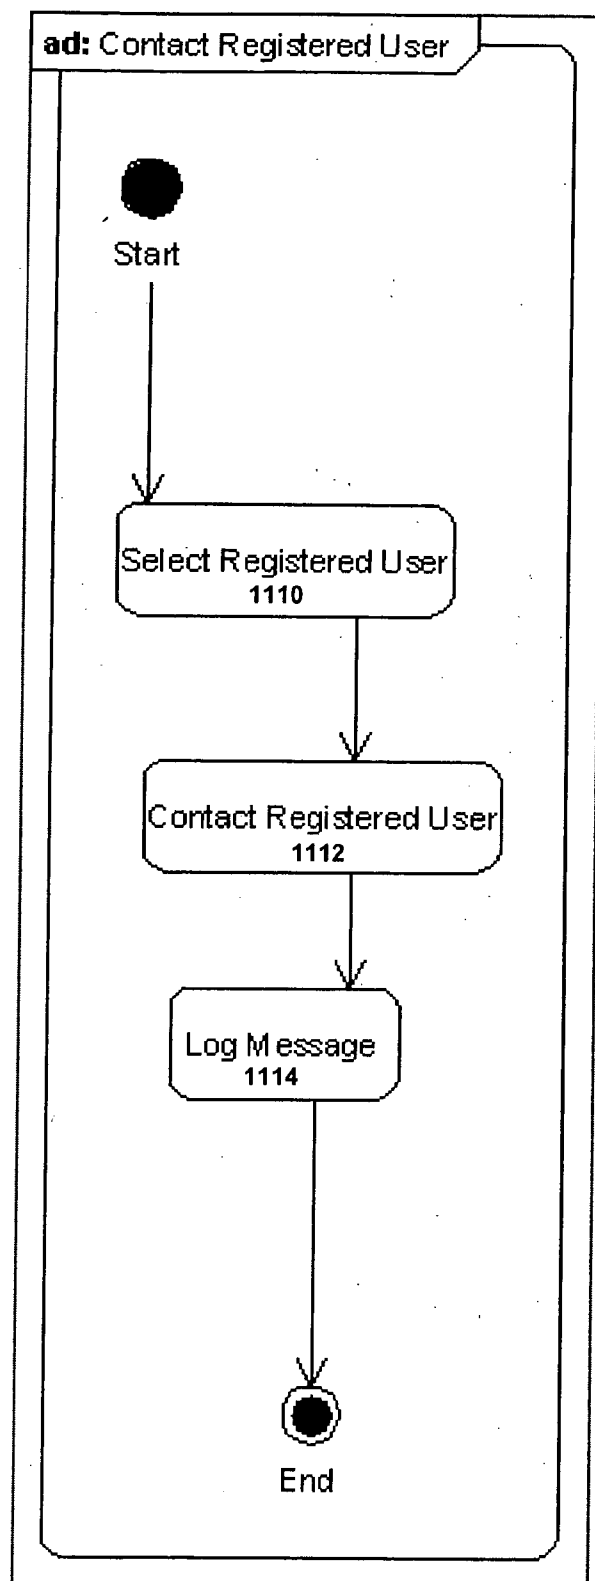 ad: Contact Registered User
Start
Select Registered User
1110
Contact Registered User
1112
Log Message
1114
End